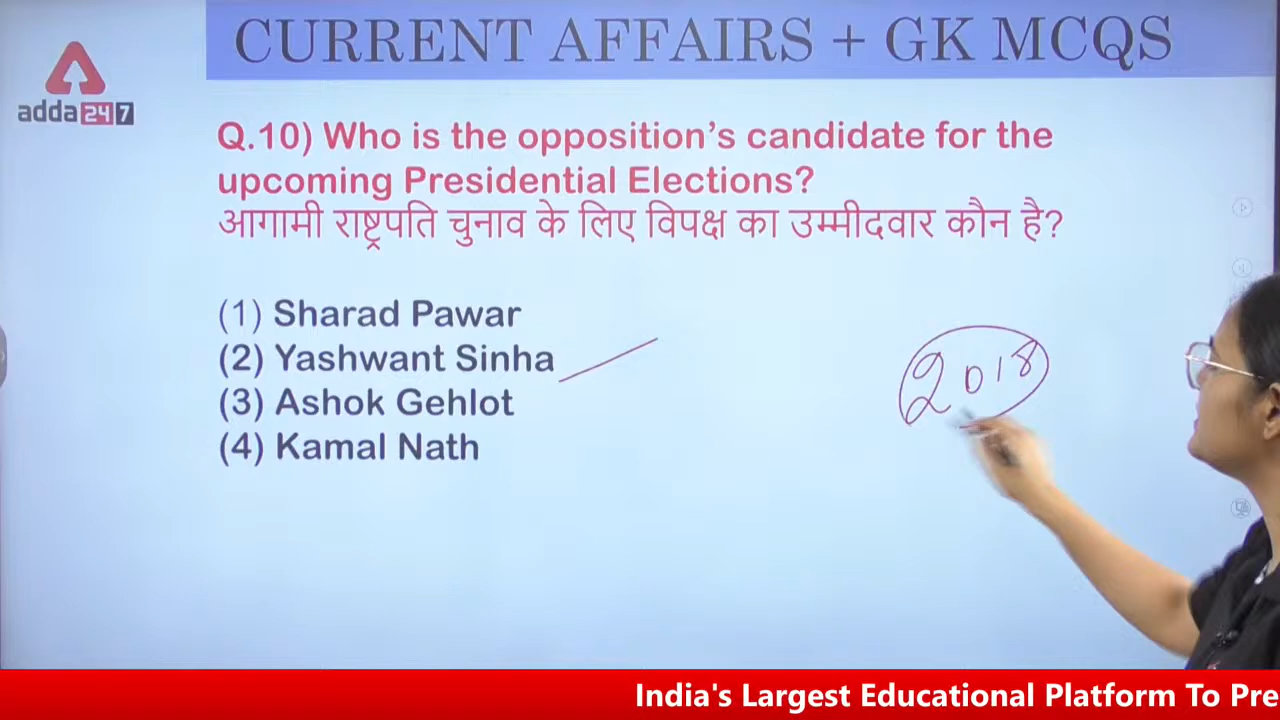 CURRENT AFFAIRS + GK MCQS
adda247
Q.10) Who is the opposition's candidate for the
upcoming Presidential Elections?
आगामी राष्ट्रपति चुनाव के लिए विपक्ष का उम्मीदवार कौन है?
(1) Sharad Pawar
(2) Yashwant Sinha
(3) Ashok Gehlot
(4) Kamal Nath
2018
India's Largest Educational Platform To Pre